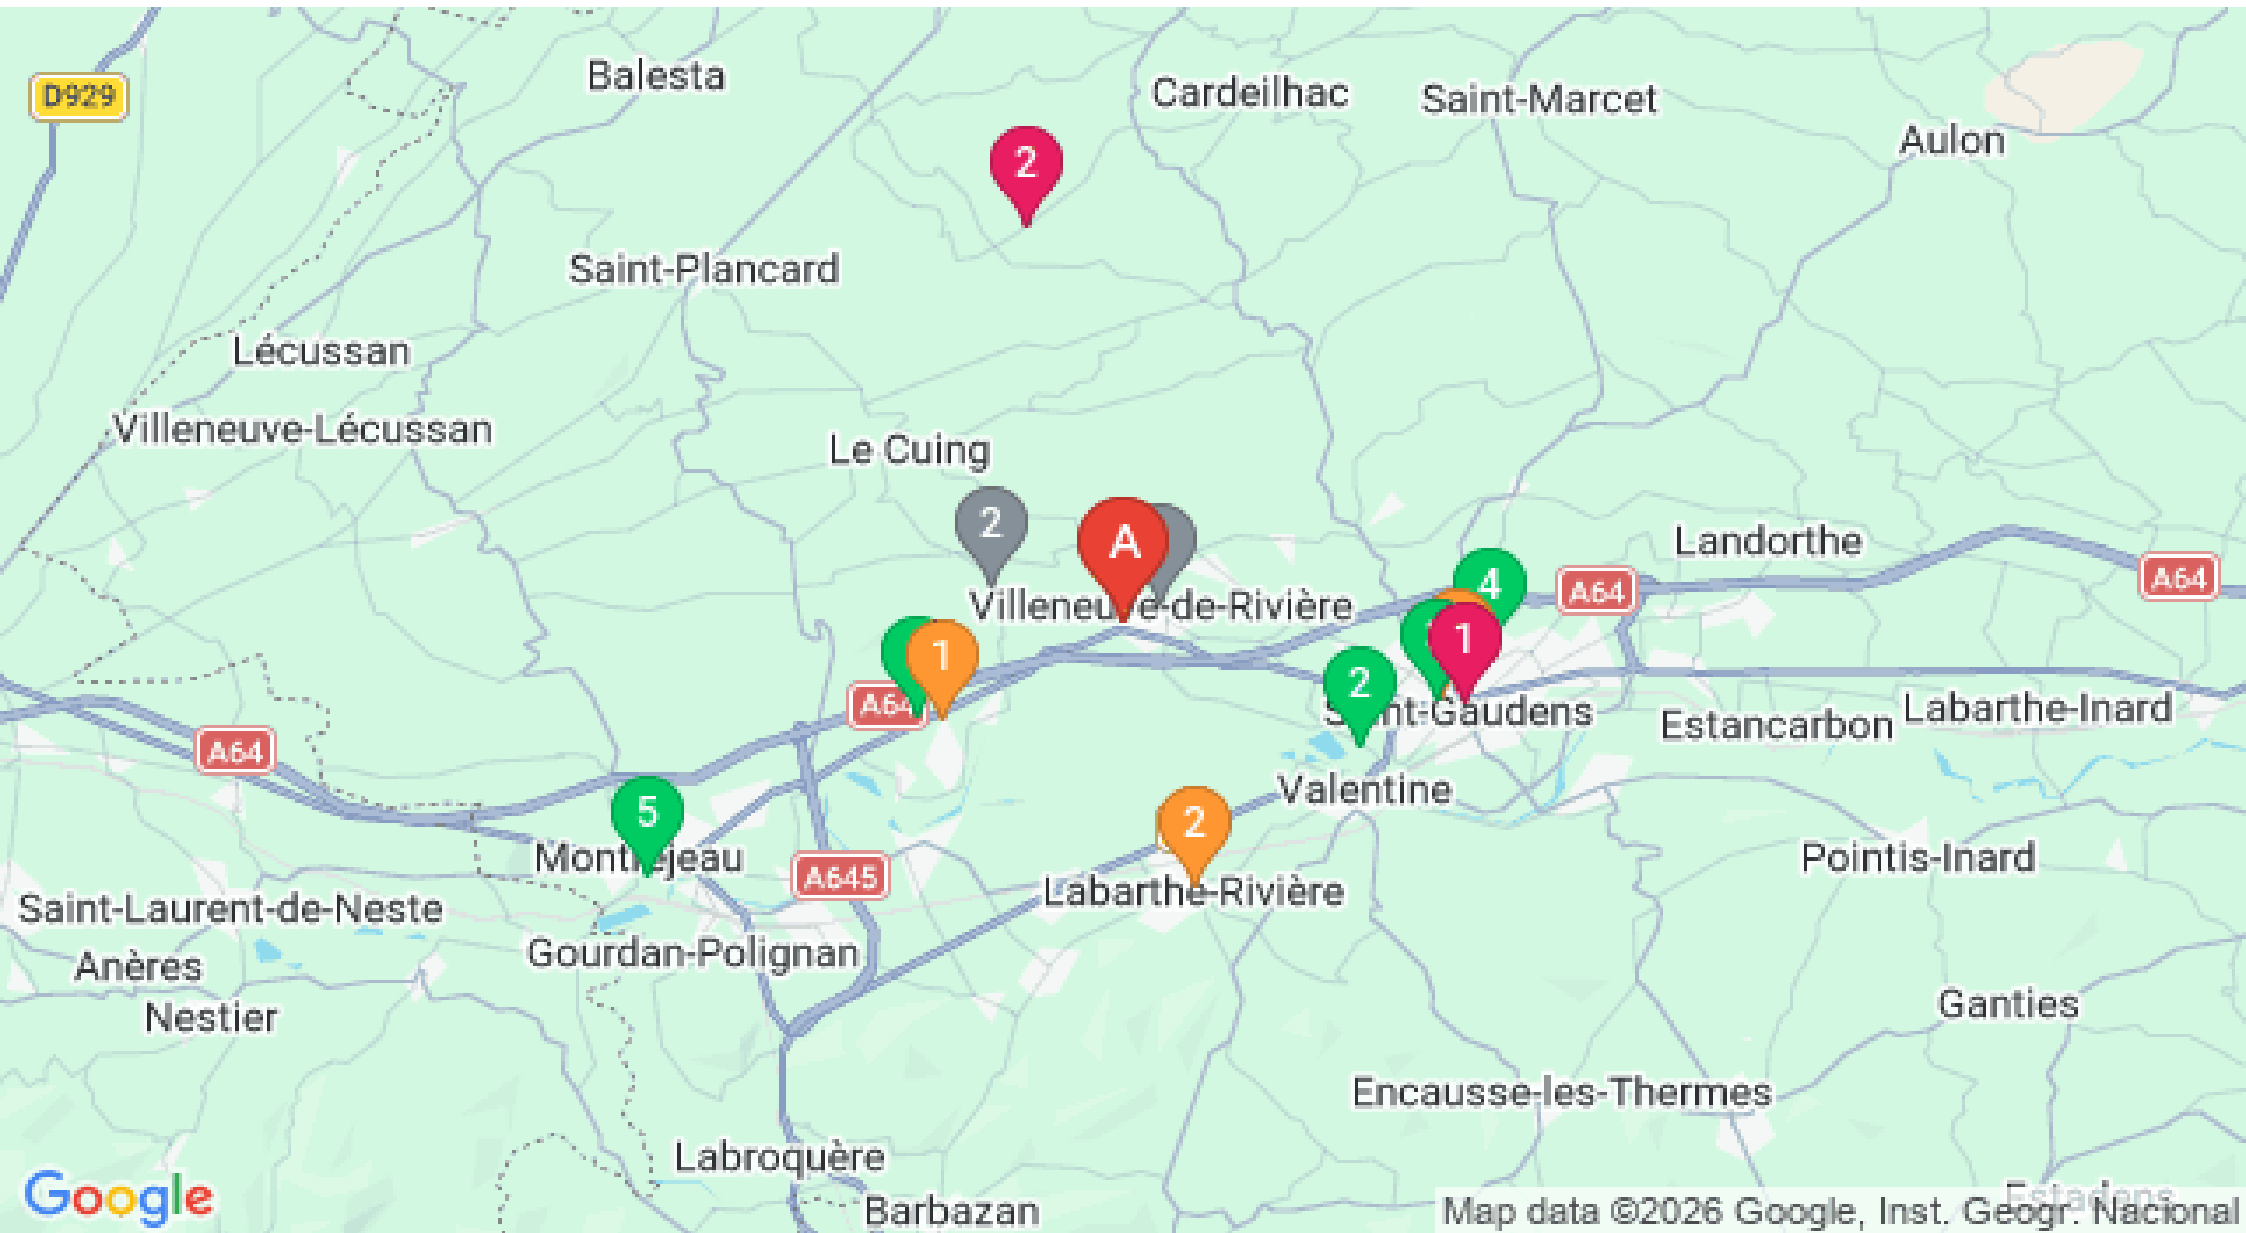 Balesta
D929
Cardeilhac
Saint-Marcet
Aulon
2
Saint-Plancard
Lécussan
Villeneuve-Lécussan
Le Cuing
2
A
Landorthe
4
A64
A64
Villeneuve-de-Rivière
1
1
2
A64
Saint-Gaudens
Estancarbon
Labarthe-Inard
A64
Valentine
5
2
Montréjeau
A645
Labarthe-Rivière
Pointis-Inard
Saint-Laurent-de-Neste
Gourdan-Polignan
Anères
Nestier
Ganties
Encausse-les-Thermes
Labroquère
Barbazan
Estadens
Google
Map data ©2026 Google, Inst. Geogr. Nacional